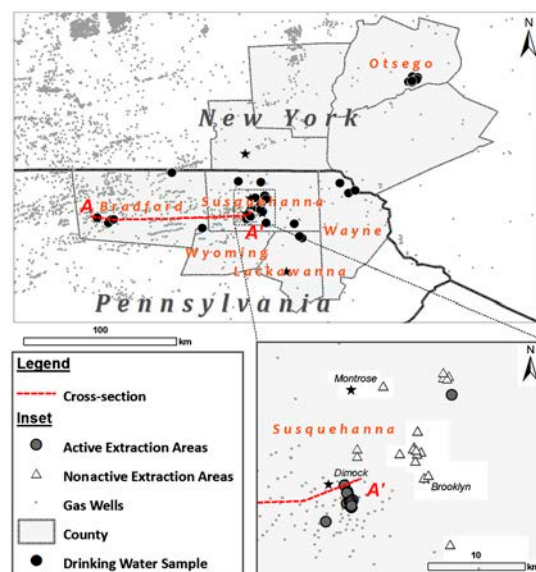 N
Otsego
New York
A Bradford
Susquehanna
A'
Wayne
Wyoming
Lackawanna
Pennsylvania
100
km
Legend
Cross-section
Inset
Active Extraction Areas
Nonactive Extraction Areas
Gas Wells
County
Drinking Water Sample
N
Montrose
Susquehanna
Dimock
A'
Brooklyn
10
km